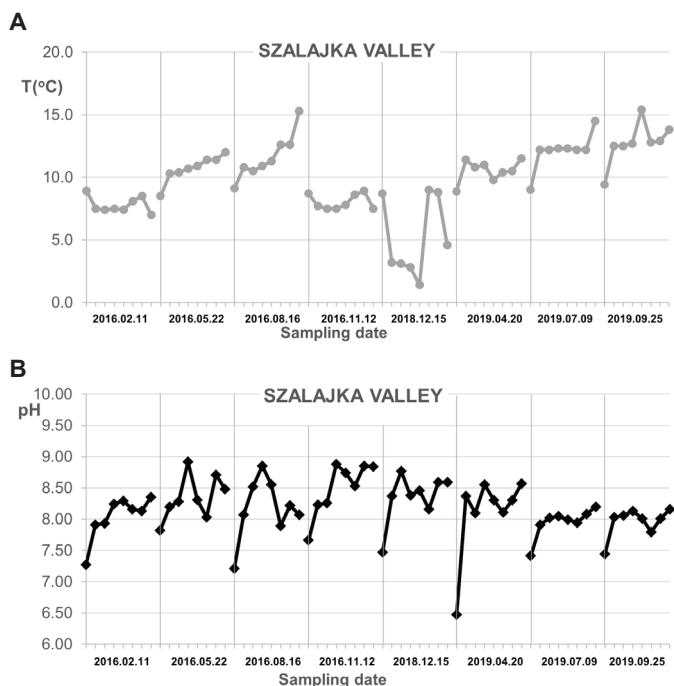 A
SZALAJKA VALLEY
20.0
T(ºC)
15.0
10.0
5.0
0.0
2016.02.11 2016.05.22 2016.08.16 2016.11.12 2018.12.15 2019.04.20 2019.07.09 2019.09.25
Sampling date
B
10.00
SZALAJKA VALLEY
pH
9.50
9.00
8.50
8.00
7.50
7.00
6.50
6.00
2016.02.11 2016.05.22 2016.08.16 2016.11.12 2018.12.15 2019.04.20 2019.07.09 2019.09.25
Sampling date